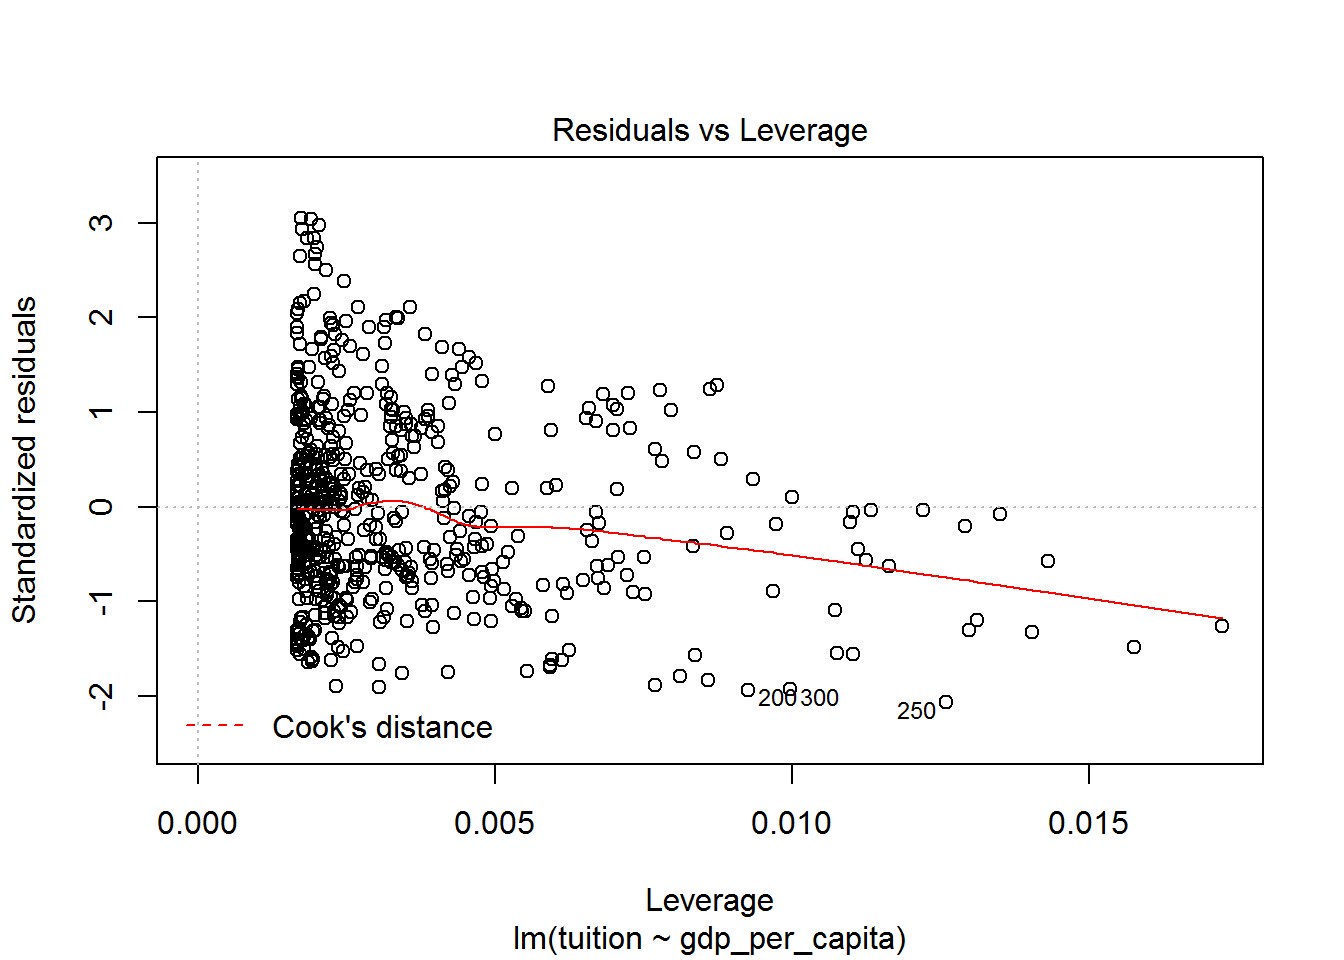 Residuals vs Leverage
Standardized residuals
3
2
1
0
-1
-2
200 300
250
Cook's distance
0.000 0.005 0.010 0.015
Leverage
lm(tuition ~ gdp_per_capita)